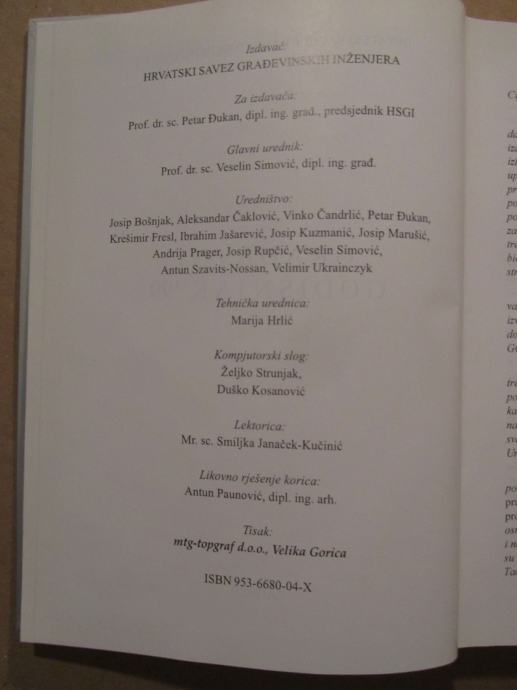 Izdavač:
HRVATSKI SAVEZ GRAĐEVINSKIH INŽENJERA
Za izdavača:
Prof. dr. sc. Petar Đukan, dipl. ing. građ., predsjednik HSGI
Glavni urednik:
Prof. dr. sc. Veselin Simović, dipl. ing. građ.
Uredništvo:
Josip Bošnjak, Aleksandar Čaklović, Vinko Čandrlić, Petar Đukan,
Krešimir Fresl, Ibrahim Jašarević, Josip Kuzmanić, Josip Marušić,
Andrija Prager, Josip Rupčić, Veselin Simović,
Antun Szavits-Nossan, Velimir Ukrainczyk
Tehnička urednica:
Marija Hrlić
Kompjutorski slog:
Željko Strunjak,
Duško Kosanović
Lektorica:
Mr. sc. Smiljka Janaček-Kučinić
Likovno rješenje korica:
Antun Paunović, dipl. ing. arh.
Tisak:
mtg-topgraf d.o.o., Velika Gorica
ISBN 953-6680-04-X